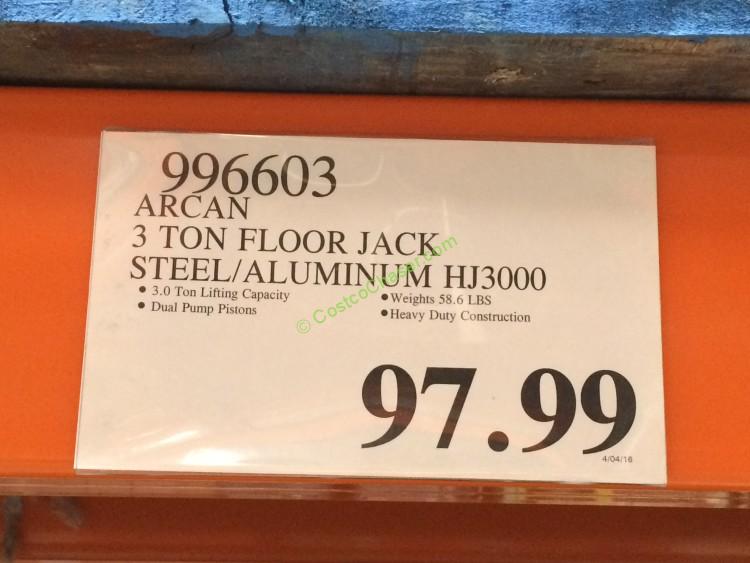 996603
ARCAN
3 TON FLOOR JACK
STEEL/ALUMINUM HJ3000
• 3.0 Ton Lifting Capacity
• Dual Pump Pistons
• Weights 58.6 LBS
• Heavy Duty Construction
© CostcoChaser.com
97.99
4/04/16